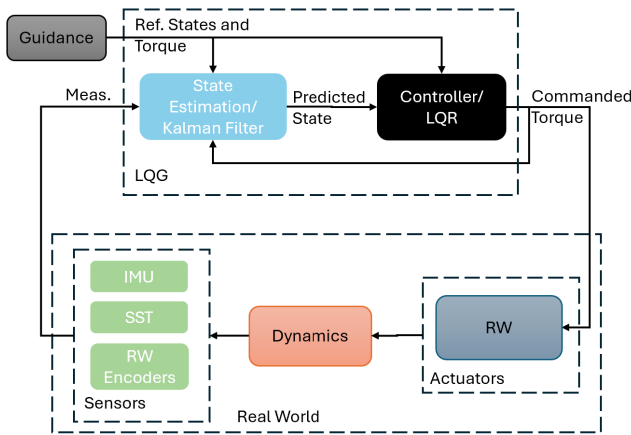 Guidance
Ref. States and
Torque
Meas.
State
Estimation/
Kalman Filter
Predicted
State
Controller/
LQR
Commanded
Torque
LQG
IMU
SST
RW
Encoders
Sensors
Dynamics
RW
Actuators
Real World